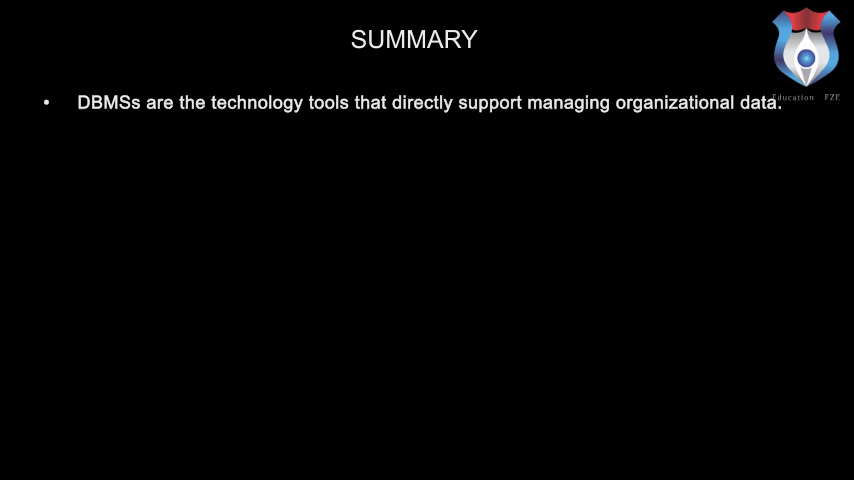 SUMMARY
• DBMSs are the technology tools that directly support managing organizational data.
Education FZE